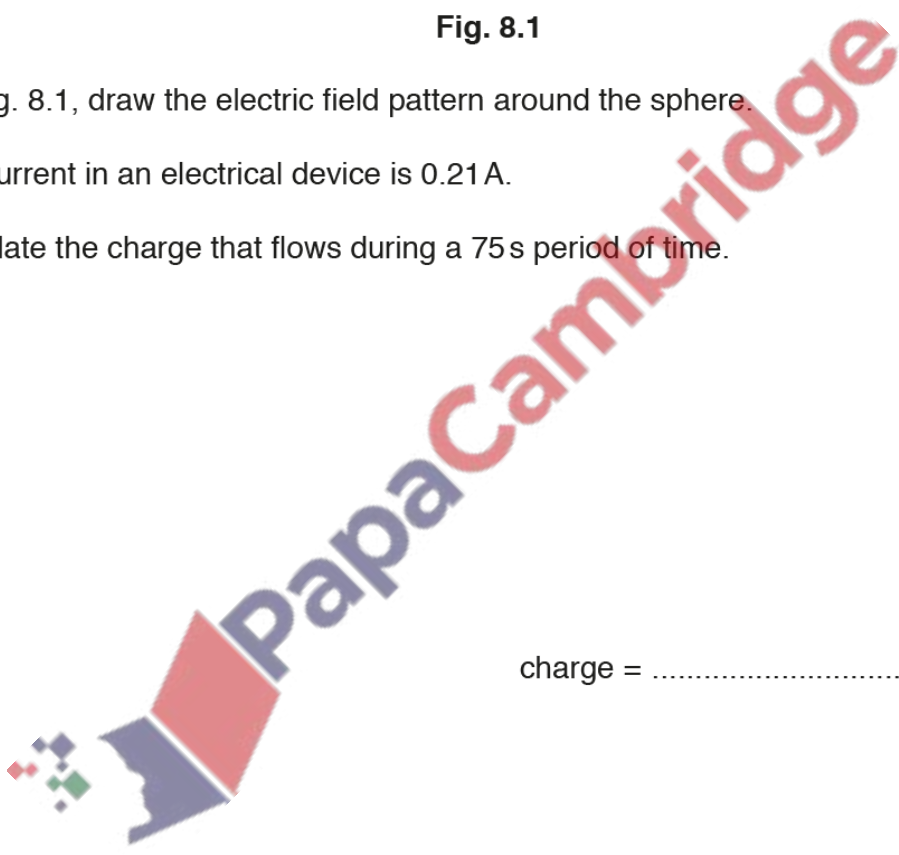 Fig. 8.1
g. 8.1, draw the electric field pattern around the sphere.
urrent in an electrical device is 0.21 A.
late the charge that flows during a 75 s period of time.
PapaCambridge
charge = ............................